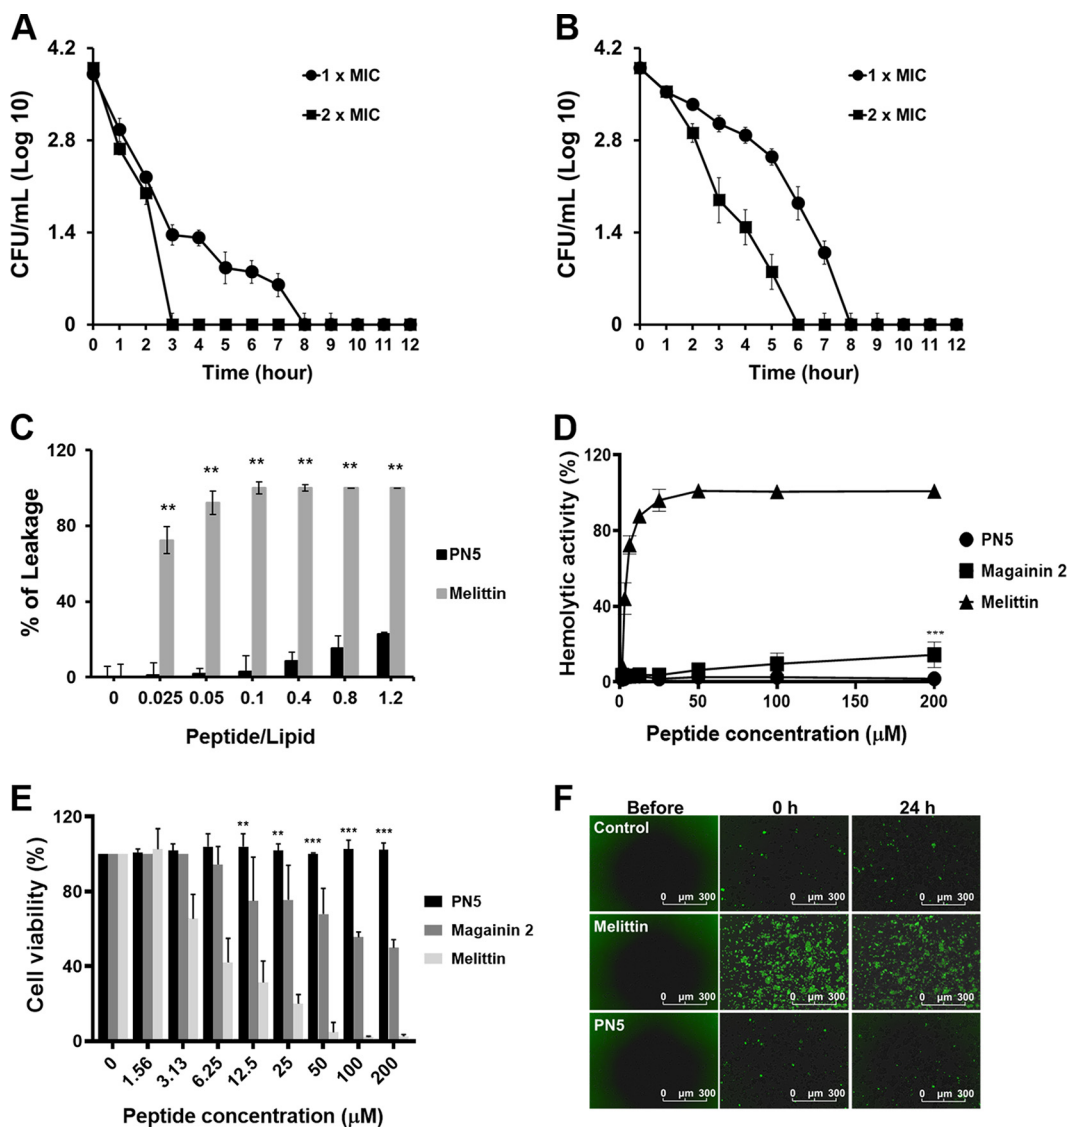 A
CFU/mL (Log 10)
4.2
2.8
1.4
0
1 x MIC
2 x MIC
0 1 2 3 4 5 6 7 8 9 10 11 12
Time (hour)
B
CFU/mL (Log 10)
4.2
2.8
1.4
0
1 x MIC
2 x MIC
0 1 2 3 4 5 6 7 8 9 10 11 12
Time (hour)
C
% of Leakage
120
80
40
0
** ** ** ** ** **
PN5
Melittin
0 0.025 0.05 0.1 0.4 0.8 1.2
Peptide/Lipid
D
Hemolytic activity (%)
120
80
40
0
***
PN5
Magainin 2
Melittin
0 50 100 150 200
Peptide concentration (μM)
E
Cell viability (%)
120
80
40
0
** ** *** *** ***
PN5
Magainin 2
Melittin
0 1.56 3.13 6.25 12.5 25 50 100 200
Peptide concentration (μM)
F
Before 0 h 24 h
Control
0 μm 300 0 μm 300 0 μm 300
Melittin
0 μm 300 0 μm 300 0 μm 300
PN5
0 μm 300 0 μm 300 0 μm 300